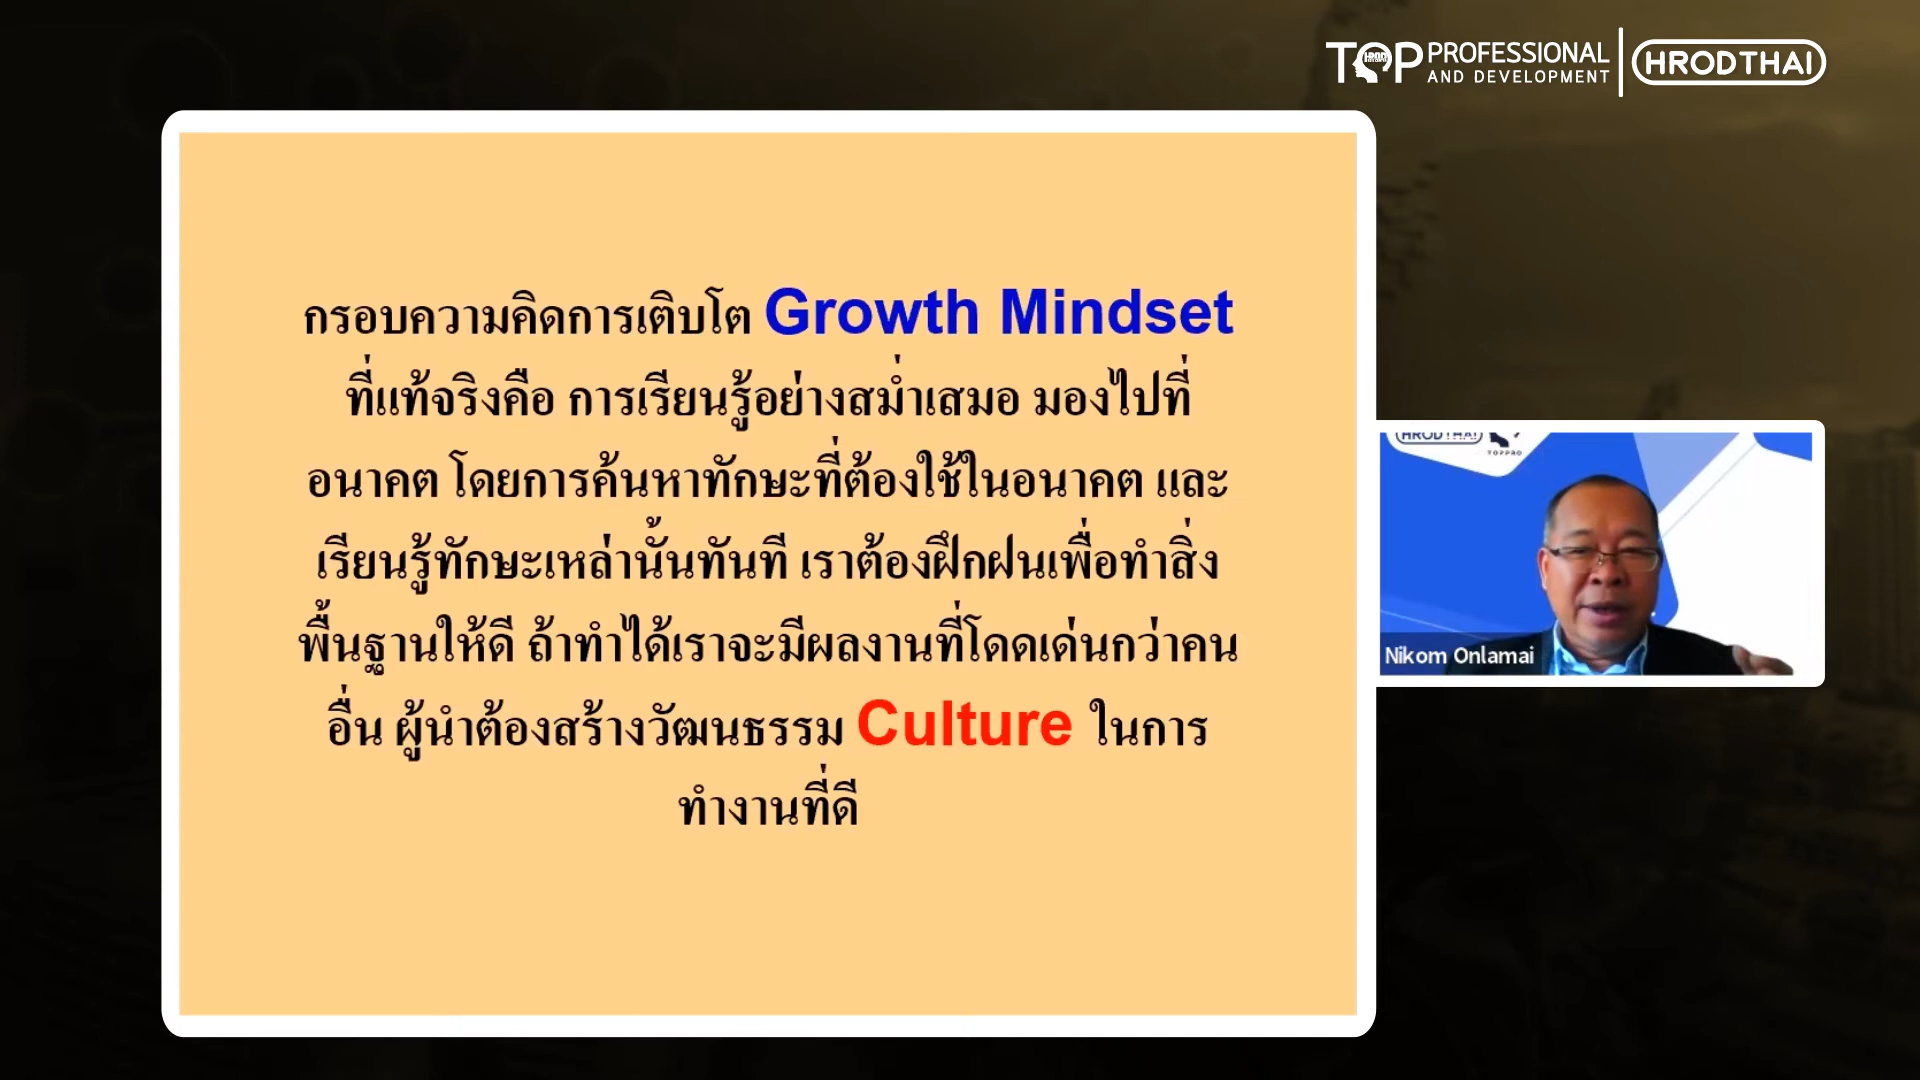 TOP PROFESSIONAL AND DEVELOPMENT
HRODTHAI
กรอบความคิดการเติบโต Growth Mindset
ที่แท้จริงคือ การเรียนรู้อย่างสม่ำเสมอ มองไปที่
อนาคต โดยการค้นหาทักษะที่ต้องใช้ในอนาคต และ
เรียนรู้ทักษะเหล่านั้นทันที เราต้องฝึกฝนเพื่อทำสิ่ง
พื้นฐานให้ดี ถ้าทำได้เราจะมีผลงานที่โดดเด่นกว่าคน
อื่น ผู้นำต้องสร้างวัฒนธรรม Culture ในการ
ทำงานที่ดี
HRODTHAI
TOPPRO
Nikom Onlamai